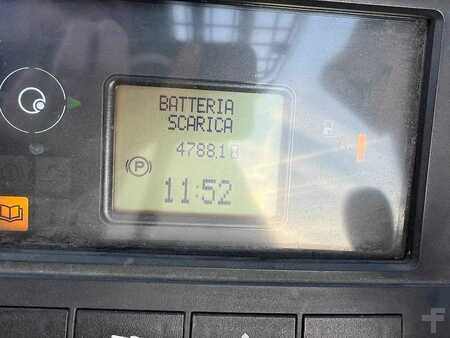 BATTERIA
SCARICA
4788.1
P
11:52